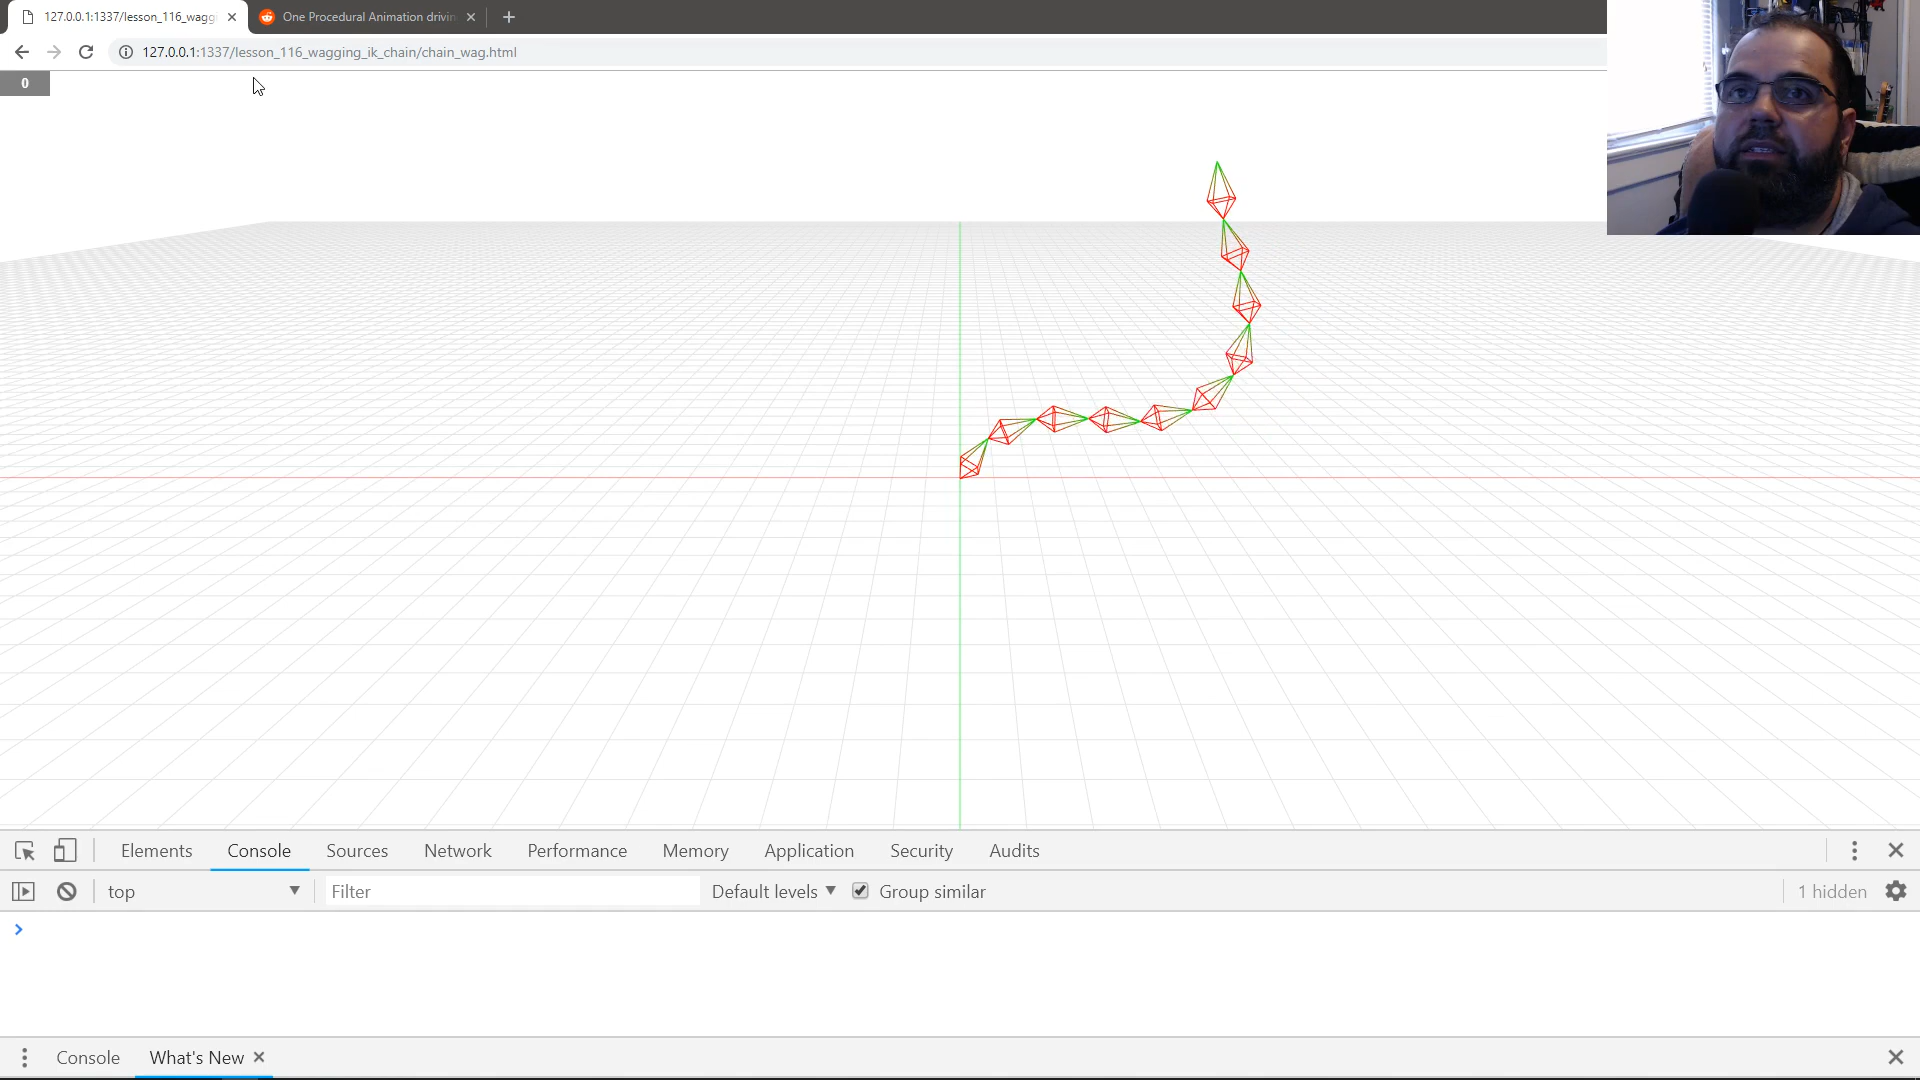 127.0.0.1:1337/lesson_116_waggi
One Procedural Animation drivin
127.0.0.1:1337/lesson_116_wagging_ik_chain/chain_wag.html
0
Elements Console Sources Network Performance Memory Application Security Audits
top Filter Default levels Group similar 1 hidden
Console What's New